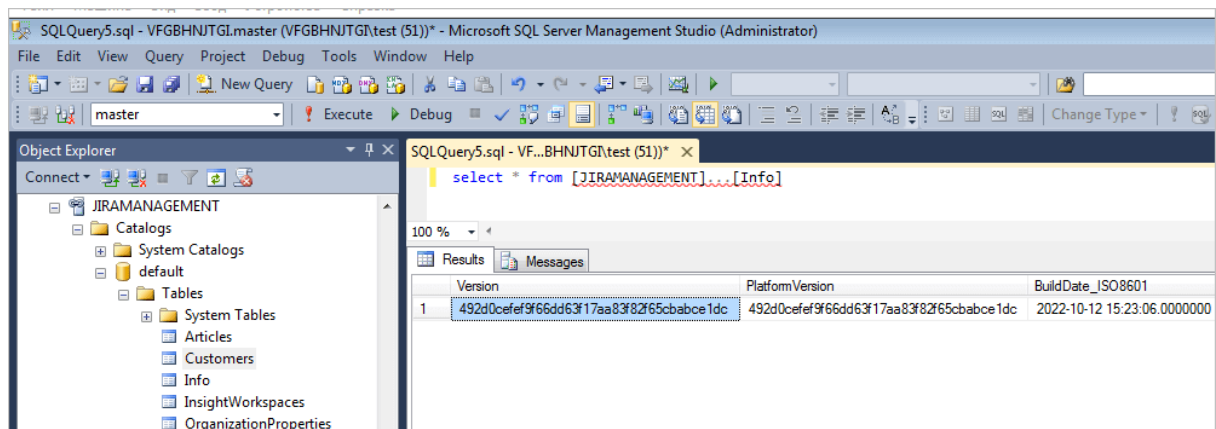 SQLQuery5.sql - VFGBHNJTGI.master (VFGBHNJTGI\test (51))* - Microsoft SQL Server Management Studio (Administrator)
File Edit View Query Project Debug Tools Window Help
New Query
master Execute Debug Change Type
Object Explorer
SQLQuery5.sql - VF...BHNJTGI\test (51))*
Connect
select * from [JIRAMANAGEMENT]...[Info]
JIRAMANAGEMENT
Catalogs
System Catalogs
default
Tables
System Tables
Articles
Customers
Info
InsightWorkspaces
OrganizationProperties
100 %
Results Messages
Version PlatformVersion BuildDate_ISO8601
1 492d0cefef9f66dd63f17aa83f82f65cbabce1dc 492d0cefef9f66dd63f17aa83f82f65cbabce1dc 2022-10-12 15:23:06.0000000